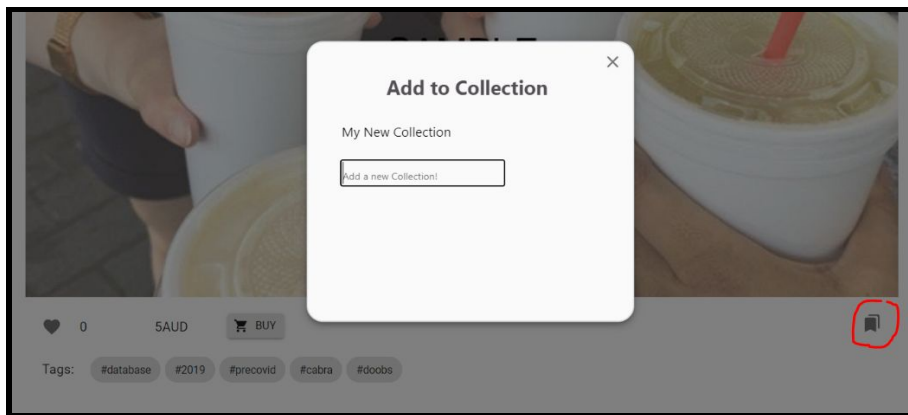 Add to Collection
My New Collection
Add a new Collection!
0 5AUD BUY
Tags: #database #2019 #precovid #cabra #doobs